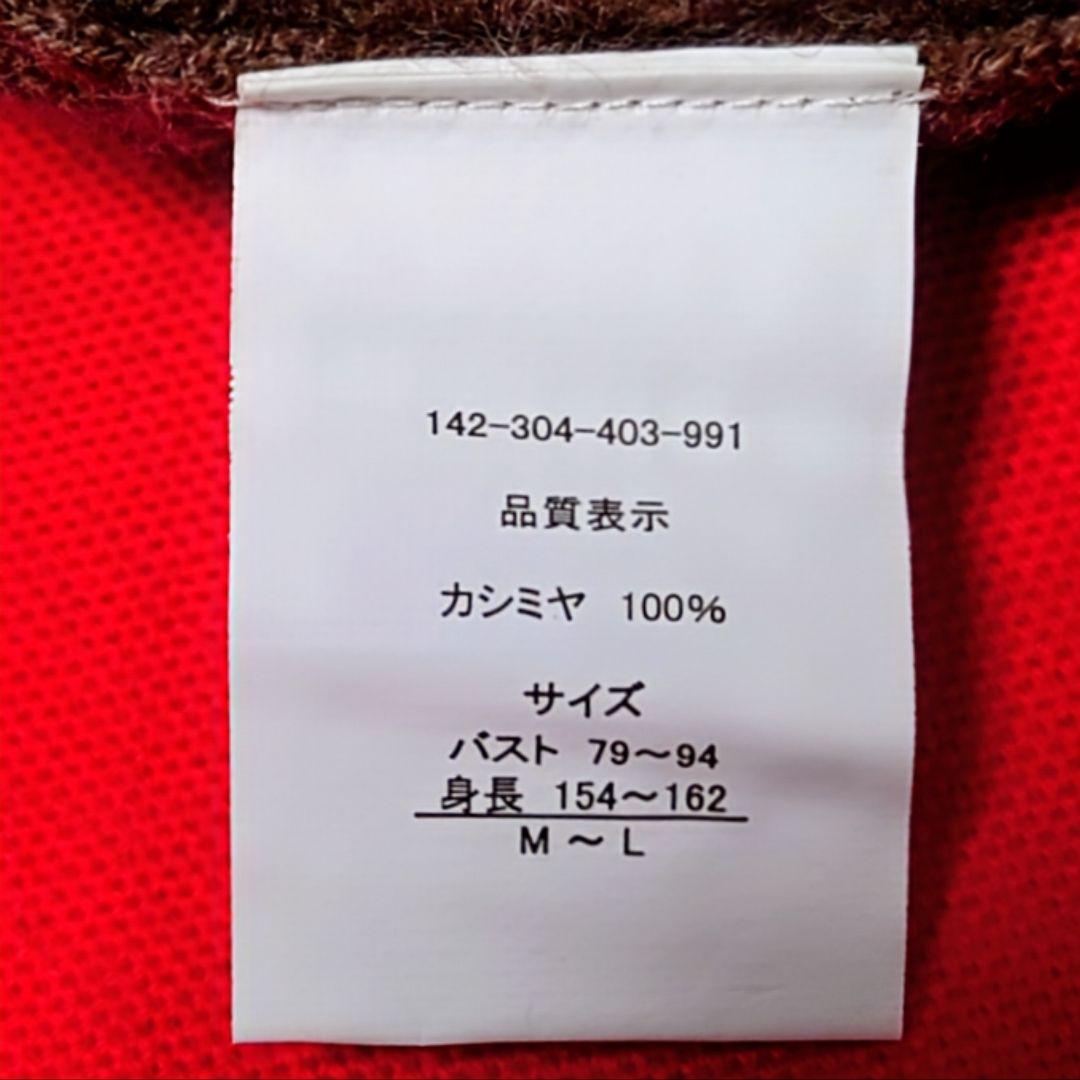 142-304-403-991
品質表示
カシミヤ 100%
サイズ
バスト 79〜94
身長 154〜162
M 〜 L